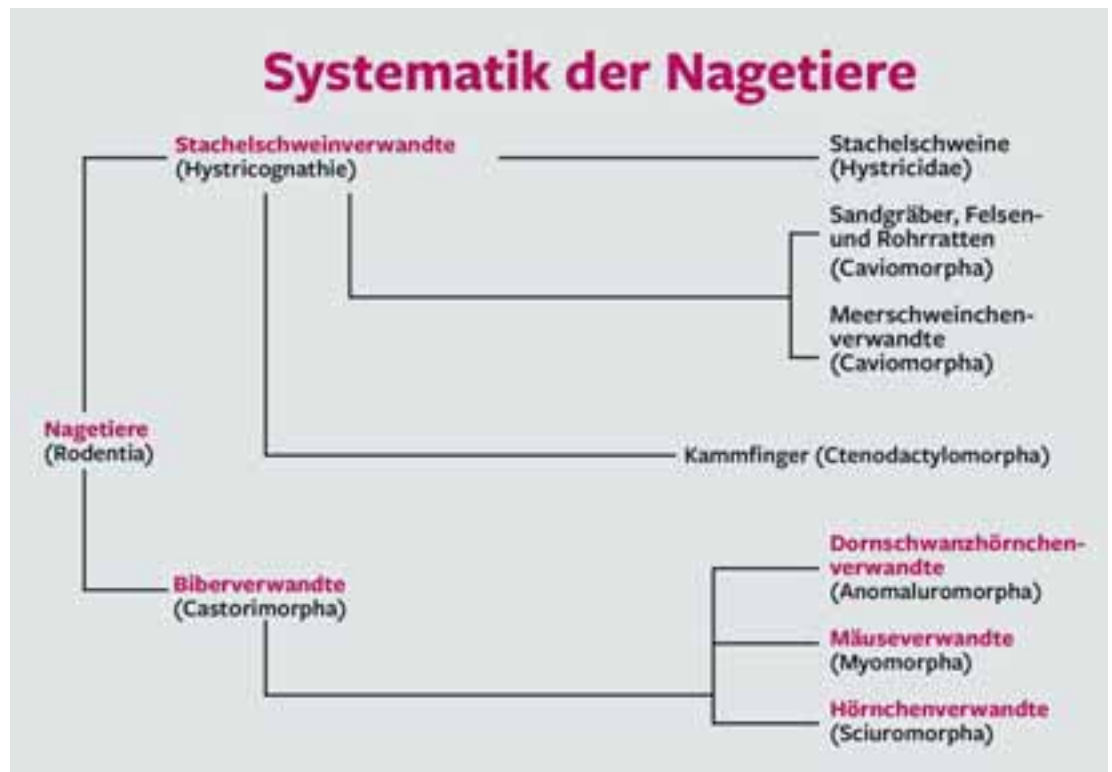 Systematik der Nagetiere
Stachelschweinverwandte
(Hystricognathie)
Stachelschweine
(Hystricidae)
Sandgräber, Felsen-
und Rohrratten
(Caviomorpha)
Meerschweinchen-
verwandte
(Caviomorpha)
Nagetiere
(Rodentia)
Kammfinger (Ctenodactylomorpha)
Biberverwandte
(Castorimorpha)
Dornschwanzhörnchen-
verwandte
(Anomaluromorpha)
Mäuseverwandte
(Myomorpha)
Hörnchenverwandte
(Sciuromorpha)